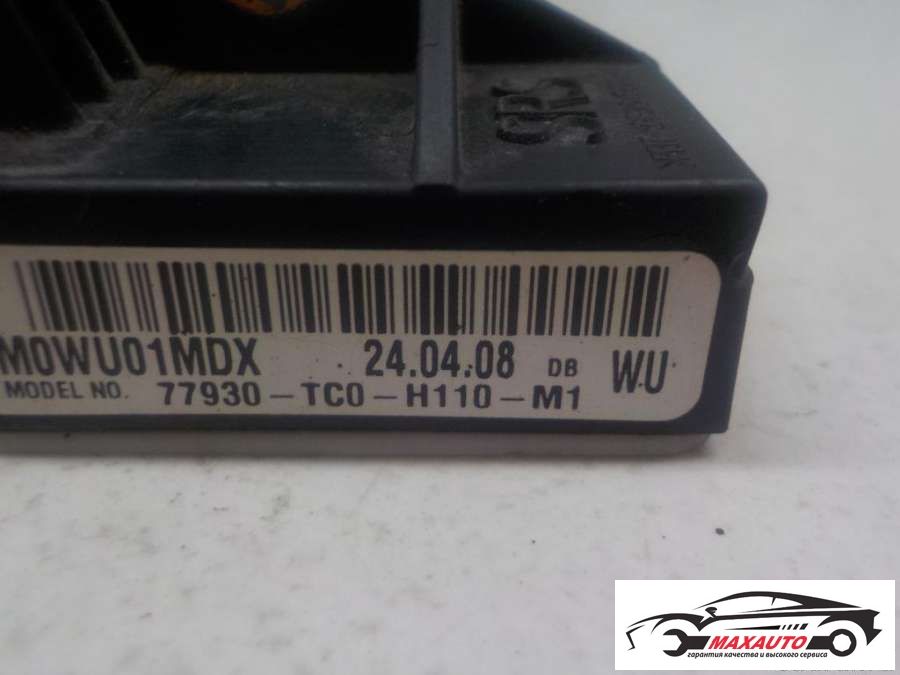 SRS
M0WU01MDX 24.04.08 DB WU
MODEL NO. 77930-TC0-H110-M1
MAXAUTO
гарантия качества и высокого сервиса